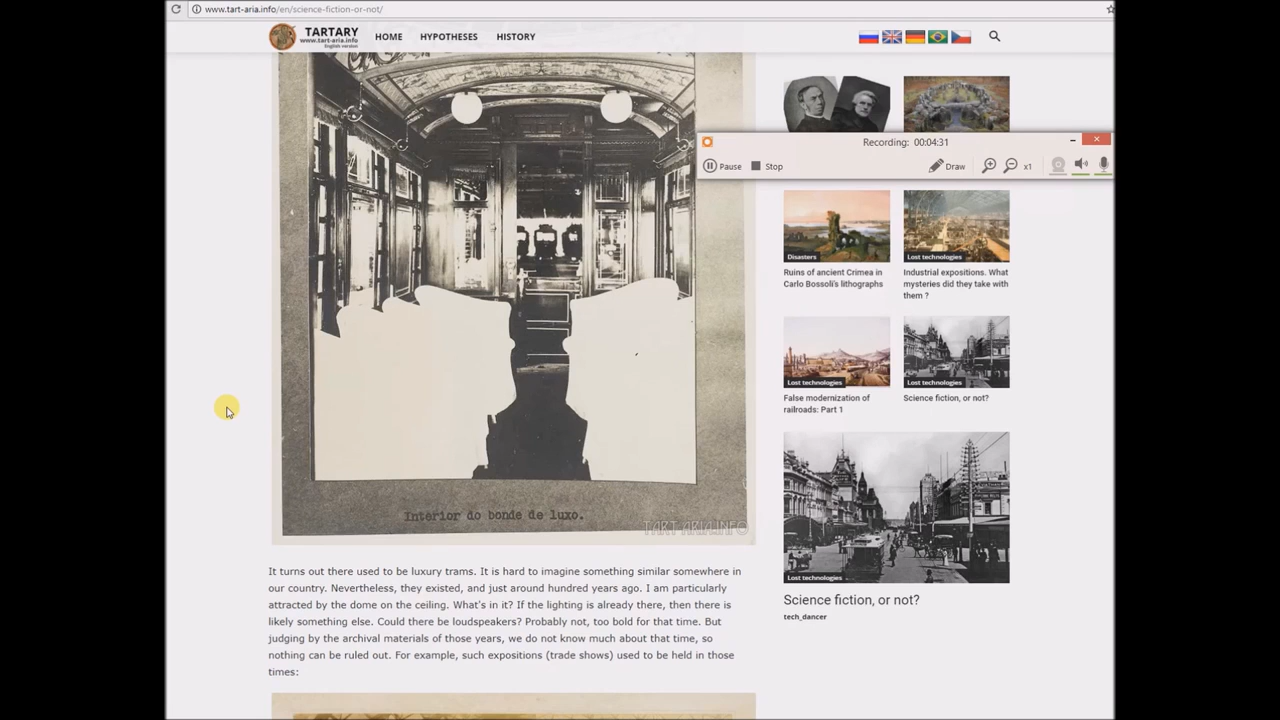 www.tart-aria.info/en/science-fiction-or-not/
TARTARY
www.tart-aria.info
English version
HOME
HYPOTHESES
HISTORY
Recording: 00:04:31
Pause
Stop
Draw
x1
Disasters
Lost technologies
Ruins of ancient Crimea in
Carlo Bossoli's lithographs
Industrial expositions. What
mysteries did they take with
them ?
Lost technologies
Lost technologies
False modernization of
railroads: Part 1
Science fiction, or not?
Lost technologies
Science fiction, or not?
tech_dancer
Interior do bonde de luxo.
TART-ARIA.INFO
It turns out there used to be luxury trams. It is hard to imagine something similar somewhere in
our country. Nevertheless, they existed, and just around hundred years ago. I am particularly
attracted by the dome on the ceiling. What's in it? If the lighting is already there, then there is
likely something else. Could there be loudspeakers? Probably not, too bold for that time. But
judging by the archival materials of those years, we do not know much about that time, so
nothing can be ruled out. For example, such expositions (trade shows) used to be held in those
times: